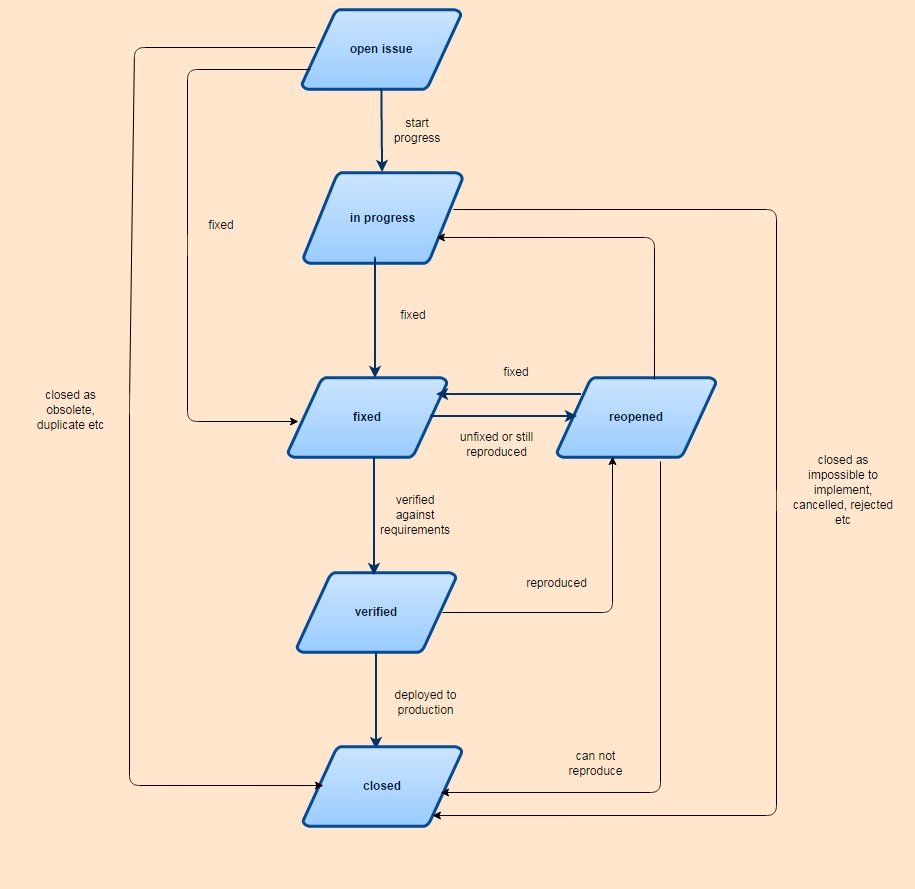 open issue
start
progress
in progress
fixed
fixed
fixed
closed as
obsolete,
duplicate etc
fixed
reopened
unfixed or still
reproduced
closed as
impossible to
implement,
cancelled, rejected
etc
verified
against
requirements
reproduced
verified
deployed to
production
can not
reproduce
closed